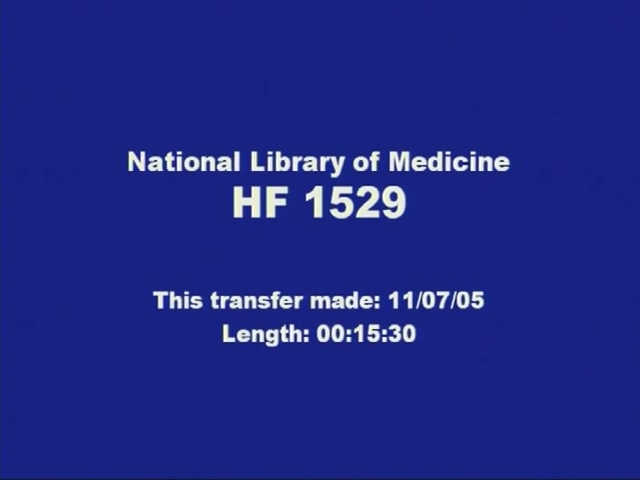 National Library of Medicine
HF 1529
This transfer made: 11/07/05
Length: 00:15:30